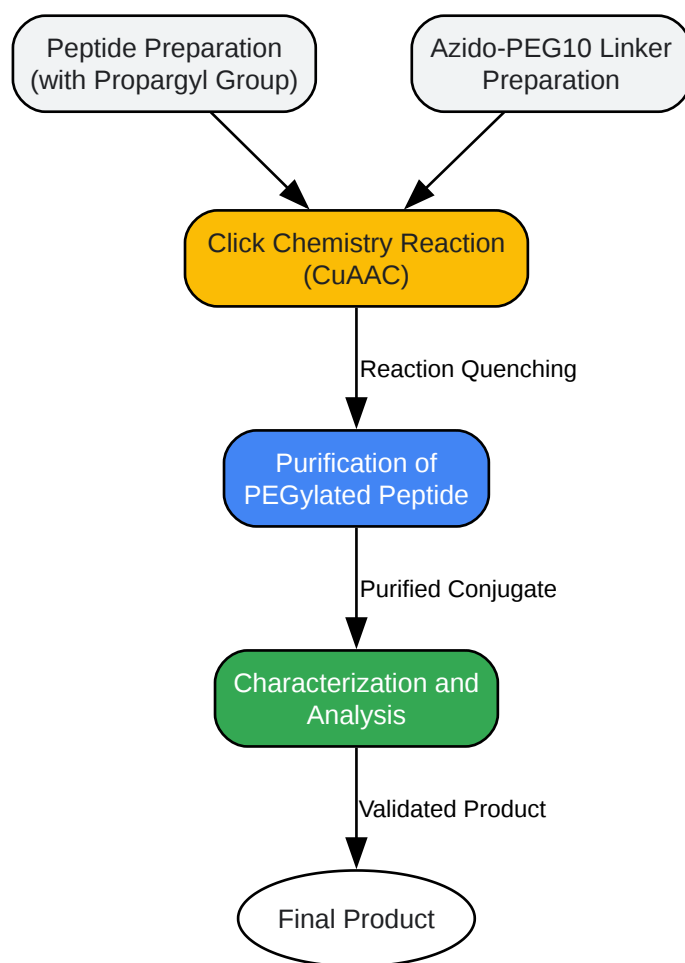 Peptide Preparation
(with Propargyl Group)
Azido-PEG10 Linker
Preparation
Click Chemistry Reaction
(CuAAC)
Reaction Quenching
Purification of
PEGylated Peptide
Purified Conjugate
Characterization and
Analysis
Validated Product
Final Product